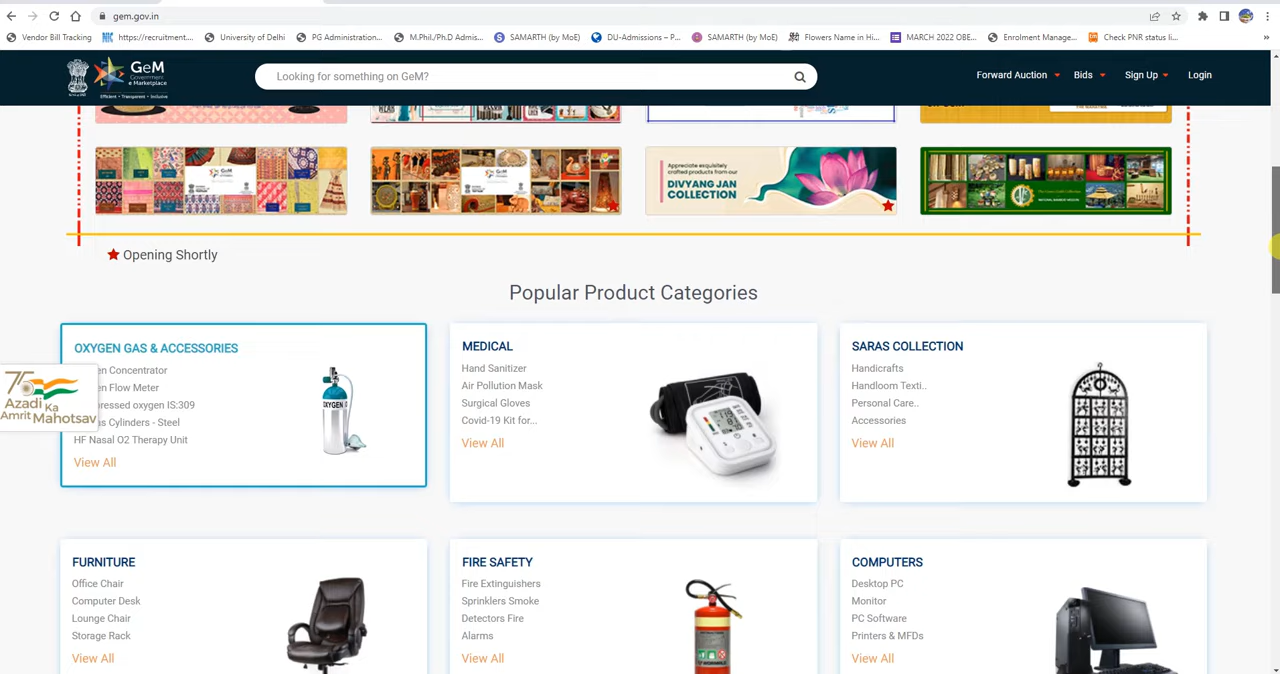 gem.gov.in
Vendor Bill Tracking
https://recruitment....
University of Delhi
PG Administration...
M.Phil./Ph.D Admis...
SAMARTH (by MoE)
DU-Admissions – P...
SAMARTH (by MoE)
Flowers Name in Hi...
MARCH 2022 OBE...
Enrolment Manage...
Check PNR status li...
»
GeM
Government
e Marketplace
Efficient • Transparent • Inclusive
Looking for something on GeM?
Forward Auction
Bids
Sign Up
Login
GeM
GeM
Appreciate exquisitely
crafted products from our
DIVYANG JAN
COLLECTION
Opening Shortly
Popular Product Categories
OXYGEN GAS & ACCESSORIES
en Concentrator
en Flow Meter
pressed oxygen IS:309
s Cylinders - Steel
HF Nasal O2 Therapy Unit
View All
OXYGEN
75
Azadi Ka
Amrit Mahotsav
MEDICAL
Hand Sanitizer
Air Pollution Mask
Surgical Gloves
Covid-19 Kit for...
View All
SARAS COLLECTION
Handicrafts
Handloom Texti..
Personal Care..
Accessories
View All
FURNITURE
Office Chair
Computer Desk
Lounge Chair
Storage Rack
View All
FIRE SAFETY
Fire Extinguishers
Sprinklers Smoke
Detectors Fire
Alarms
View All
COMPUTERS
Desktop PC
Monitor
PC Software
Printers & MFDs
View All